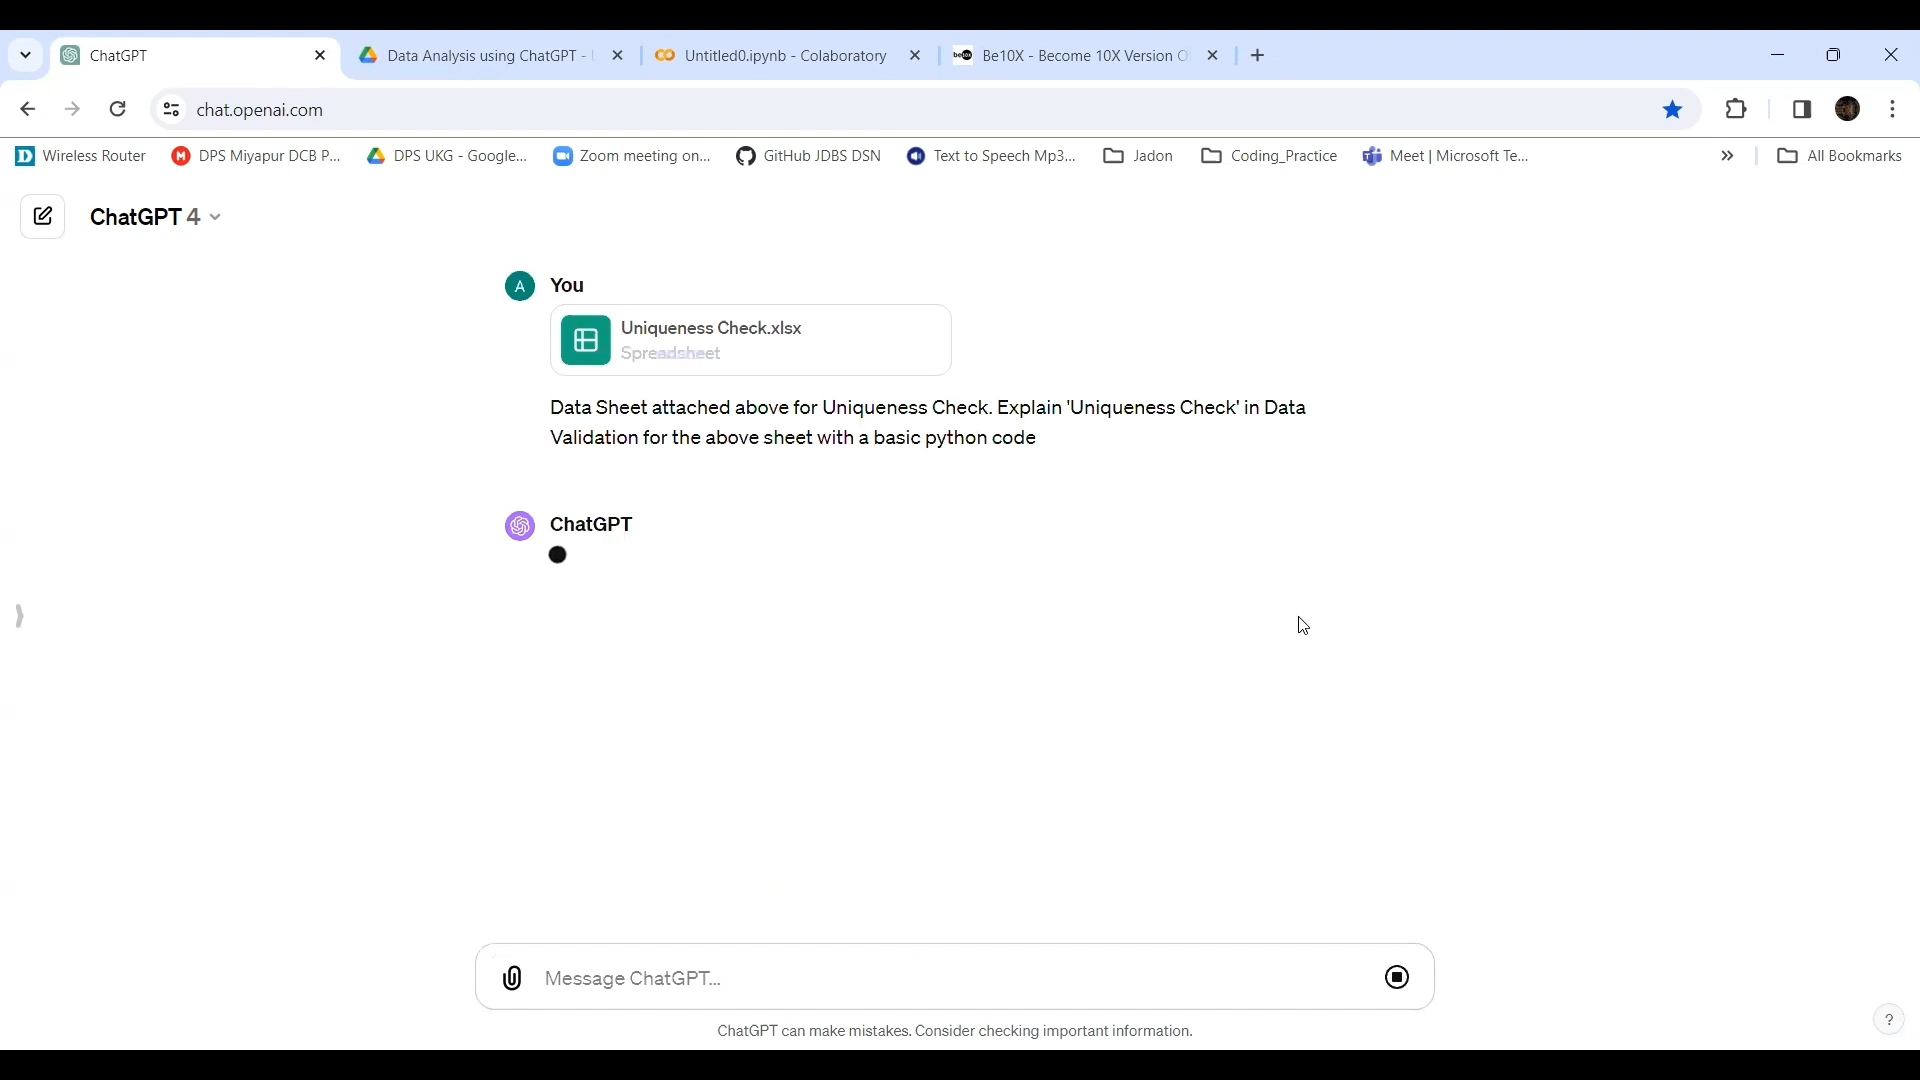 ChatGPT
Data Analysis using ChatGPT -
Untitled0.ipynb - Colaboratory
Be10X - Become 10X Version
chat.openai.com
Wireless Router
DPS Miyapur DCB P...
DPS UKG - Google...
Zoom meeting on...
GitHub JDBS DSN
Text to Speech Mp3...
Jadon
Coding_Practice
Meet | Microsoft Te...
»
All Bookmarks
ChatGPT 4
A You
Uniqueness Check.xlsx
Spreadsheet
Data Sheet attached above for Uniqueness Check. Explain 'Uniqueness Check' in Data
Validation for the above sheet with a basic python code
ChatGPT
Message ChatGPT...
ChatGPT can make mistakes. Consider checking important information.
?